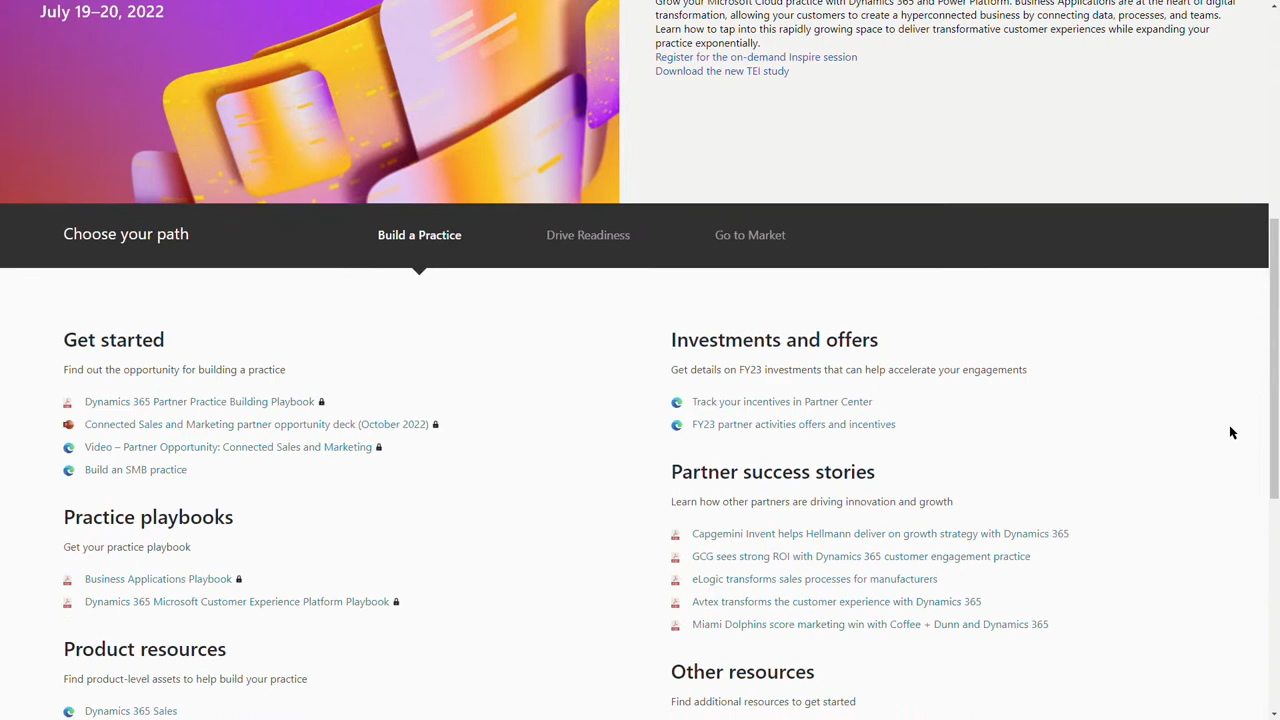 July 19–20, 2022
Grow your Microsoft Cloud practice with Dynamics 365 and Power Platform. Business Applications are at the heart of digital
transformation, allowing your customers to create a hyperconnected business by connecting data, processes, and teams.
Learn how to tap into this rapidly growing space to deliver transformative customer experiences while expanding your
practice exponentially.
Register for the on-demand Inspire session
Download the new TEI study
Choose your path
Build a Practice
Drive Readiness
Go to Market
Get started
Find out the opportunity for building a practice
Dynamics 365 Partner Practice Building Playbook
Connected Sales and Marketing partner opportunity deck (October 2022)
Video – Partner Opportunity: Connected Sales and Marketing
Build an SMB practice
Practice playbooks
Get your practice playbook
Business Applications Playbook
Dynamics 365 Microsoft Customer Experience Platform Playbook
Product resources
Find product-level assets to help build your practice
Dynamics 365 Sales
Investments and offers
Get details on FY23 investments that can help accelerate your engagements
Track your incentives in Partner Center
FY23 partner activities offers and incentives
Partner success stories
Learn how other partners are driving innovation and growth
Capgemini Invent helps Hellmann deliver on growth strategy with Dynamics 365
GCG sees strong ROI with Dynamics 365 customer engagement practice
eLogic transforms sales processes for manufacturers
Avtex transforms the customer experience with Dynamics 365
Miami Dolphins score marketing win with Coffee + Dunn and Dynamics 365
Other resources
Find additional resources to get started